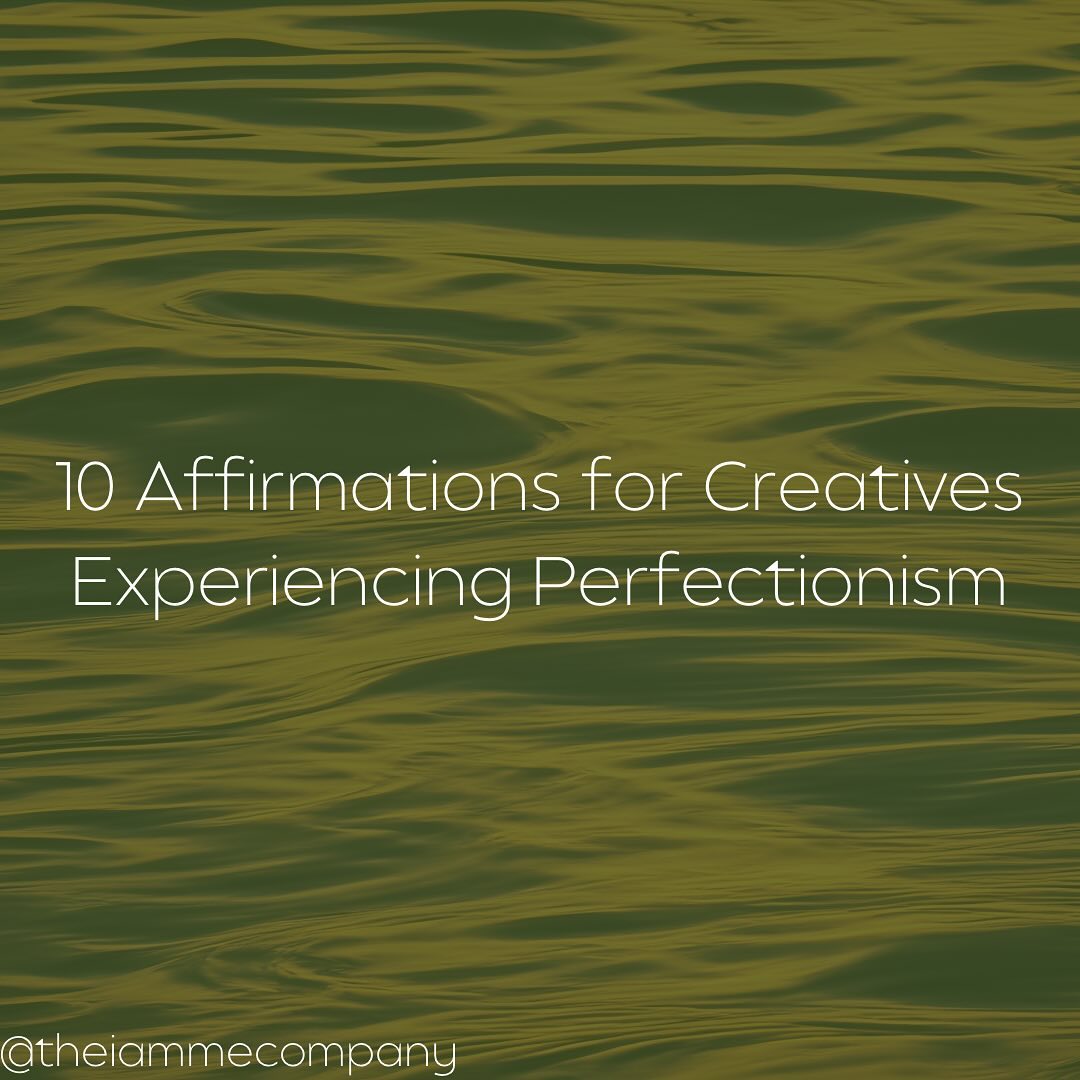 10 Affirmations for Creatives
Experiencing Perfectionism
@theiammecompany